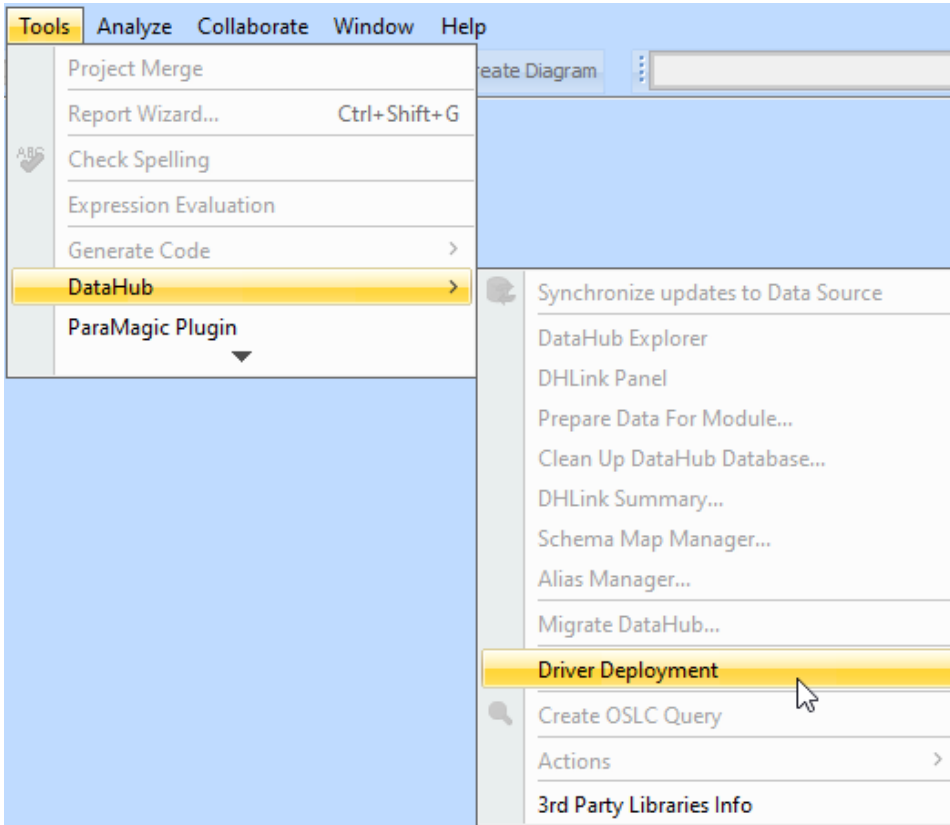 Tools Analyze Collaborate Window Help
Project Merge
reate Diagram
Report Wizard... Ctrl+Shift+G
ABC
Check Spelling
Expression Evaluation
Generate Code
DataHub
ParaMagic Plugin
Synchronize updates to Data Source
DataHub Explorer
DHLink Panel
Prepare Data For Module...
Clean Up DataHub Database...
DHLink Summary...
Schema Map Manager...
Alias Manager...
Migrate DataHub...
Driver Deployment
Create OSLC Query
Actions
3rd Party Libraries Info